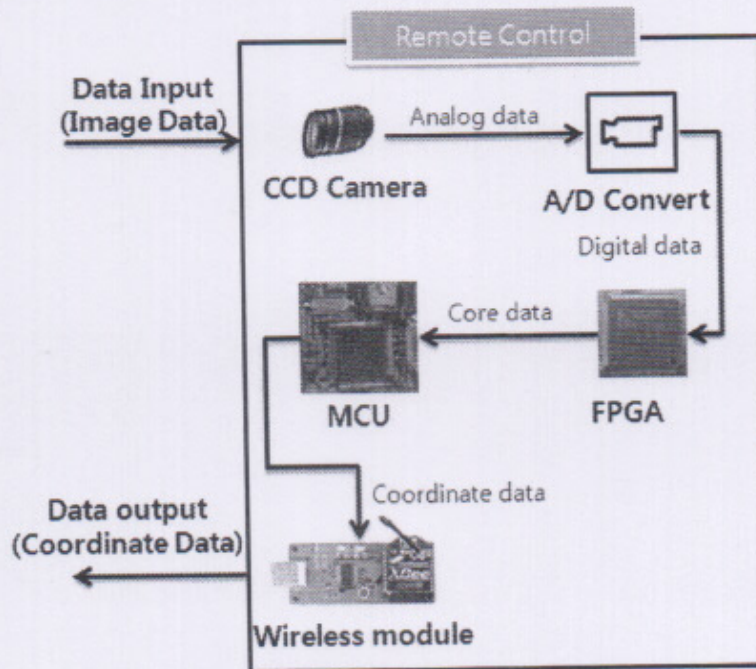 Remote Control
Data Input
(Image Data)
Analog data
CCD Camera
A/D Convert
Digital data
Core data
MCU
FPGA
Coordinate data
Data output
(Coordinate Data)
Wireless module